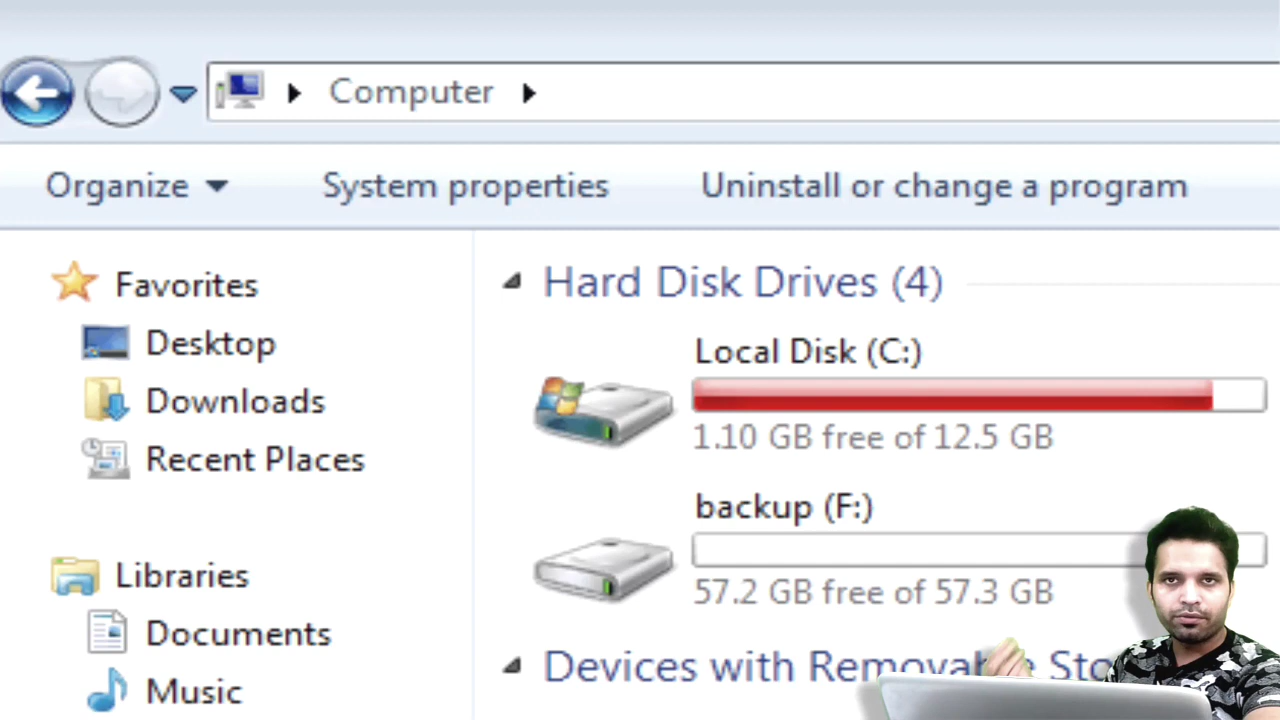 Computer
Organize
System properties
Uninstall or change a program
Favorites
Desktop
Downloads
Recent Places
Libraries
Documents
Music
Hard Disk Drives (4)
Local Disk (C:)
1.10 GB free of 12.5 GB
backup (F:)
57.2 GB free of 57.3 GB
Devices with